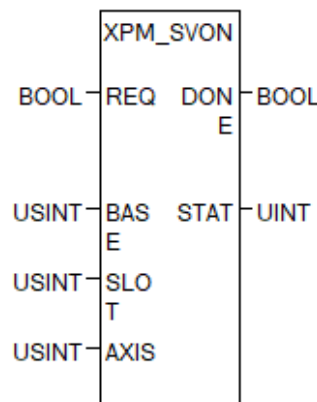 XPM_SVON
BOOL REQ DON BOOL
E
USINT BAS STAT UINT
E
USINT SLO
T
USINT AXIS